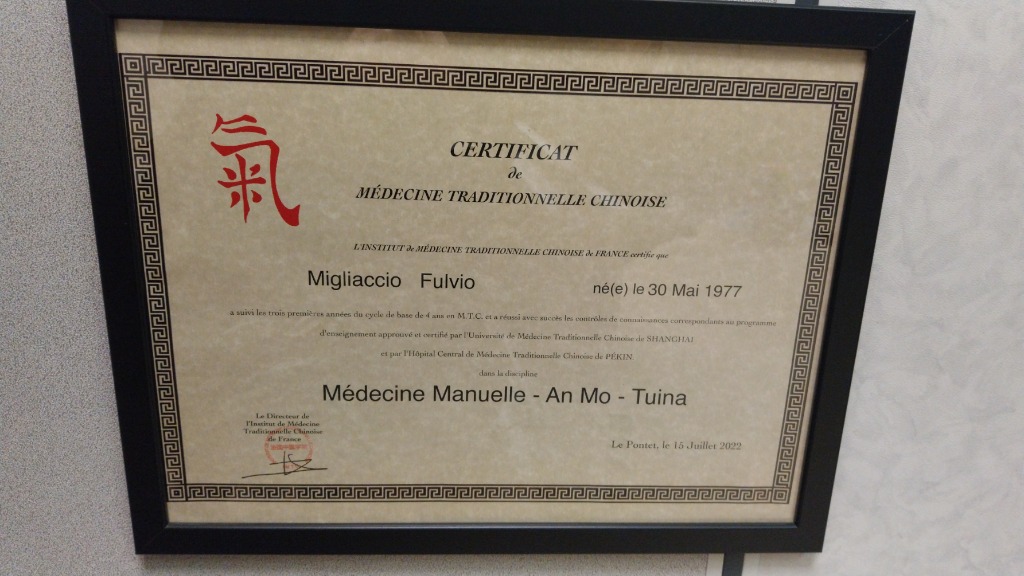 氣
CERTIFICAT
de
MÉDECINE TRADITIONNELLE CHINOISE
L'INSTITUT de MÉDECINE TRADITIONNELLE CHINOISE de FRANCE certifie que
Migliaccio Fulvio né(e) le 30 Mai 1977
a suivi les trois premières années du cycle de base de 4 ans en M.T.C. et a réussi avec succès les contrôles de connaissances correspondants au programme
d'enseignement approuvé et certifié par l'Université de Médecine Traditionnelle Chinoise de SHANGHAI
et par l'Hôpital Central de Médecine Traditionnelle Chinoise de PÉKIN
dans la discipline
Médecine Manuelle - An Mo - Tuina
Le Directeur de
l'Institut de Médecine
Traditionnelle Chinoise
de France
Le Pontet, le 15 Juillet 2022